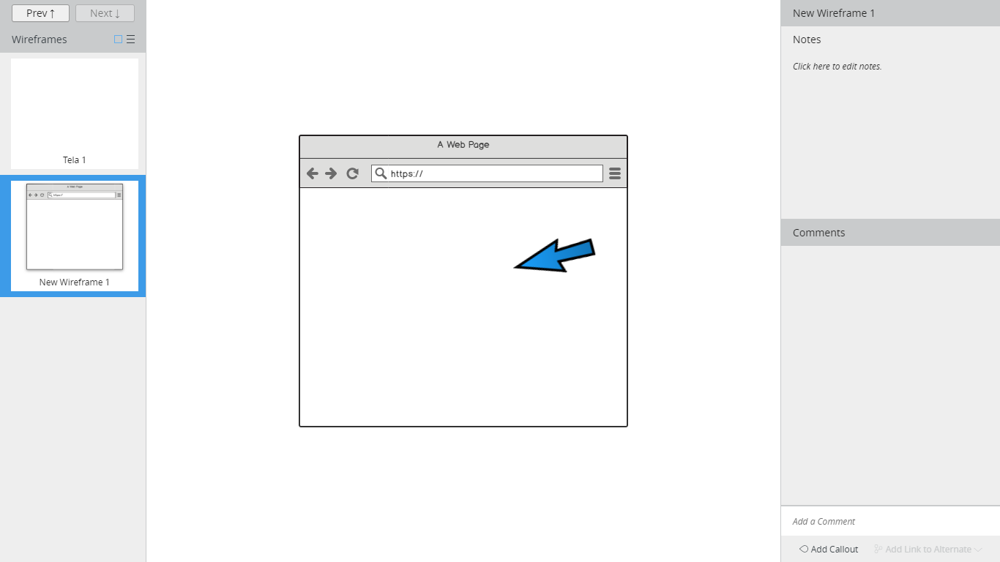 Prev ↑
Next ↓
Wireframes
Tela 1
A Web Page
https://
New Wireframe 1
A Web Page
https://
New Wireframe 1
Notes
Click here to edit notes.
Comments
Add a Comment
Add Callout
Add Link to Alternate